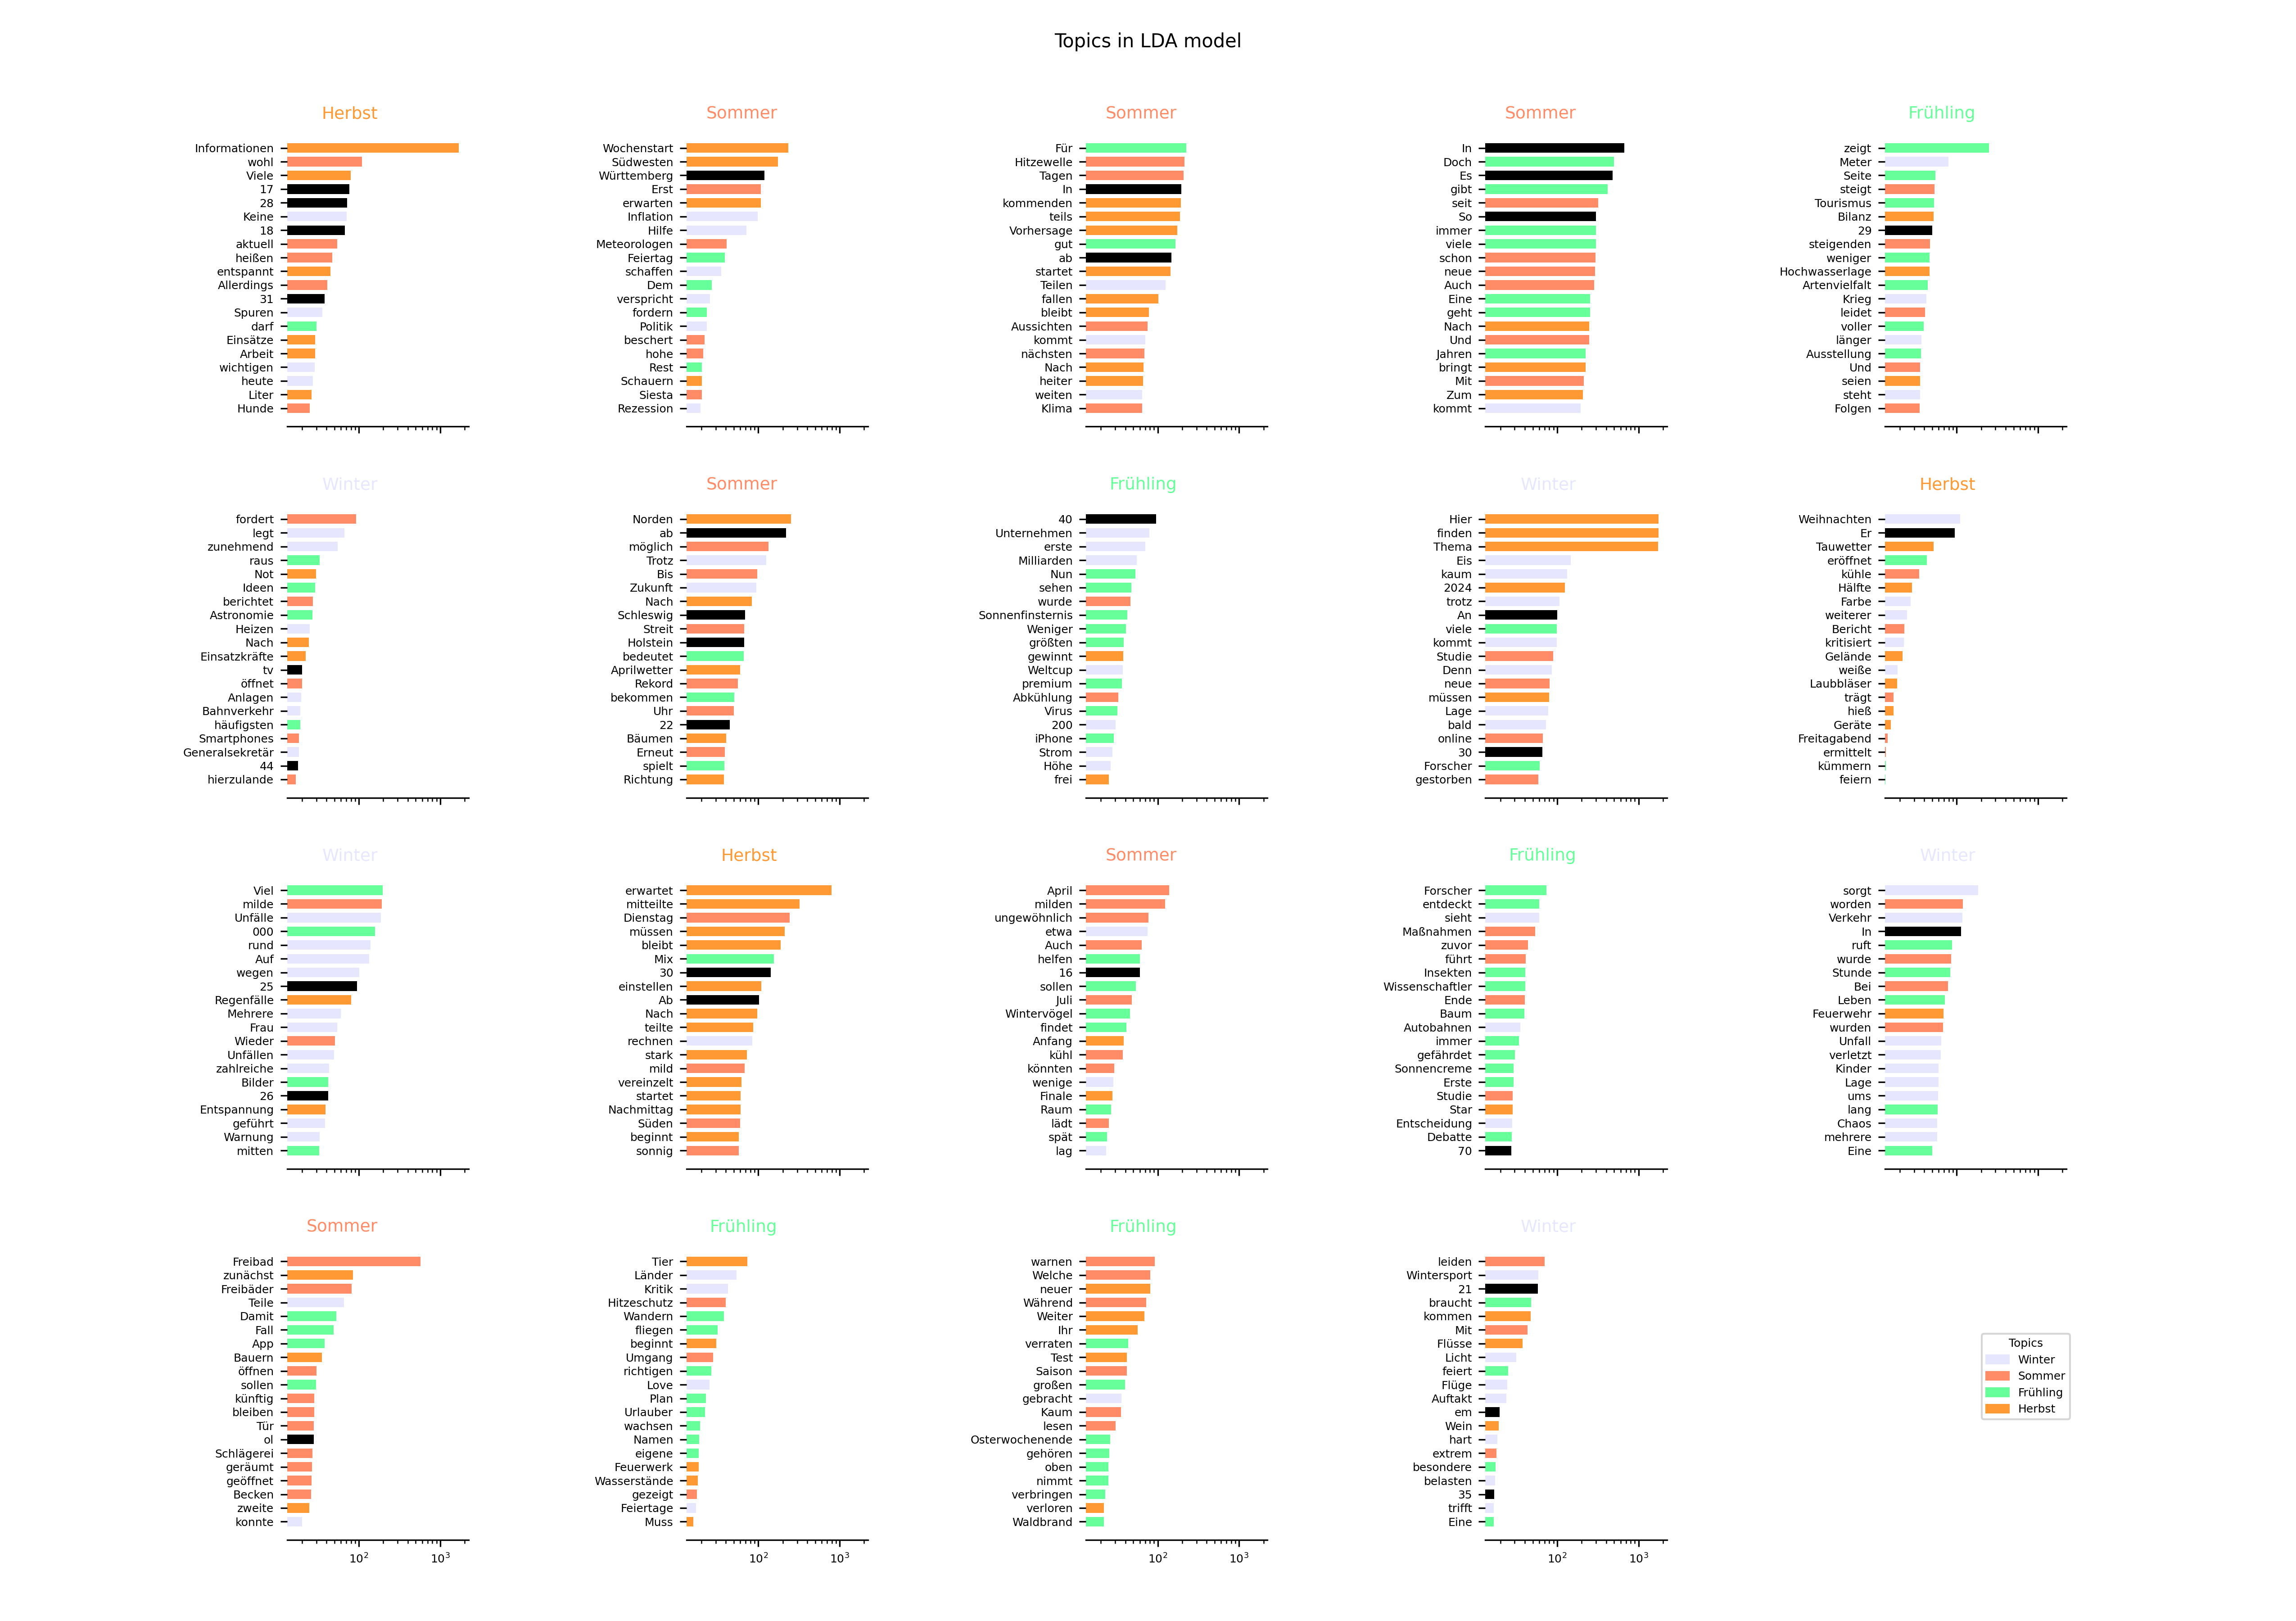 Topics in LDA model
Herbst
Informationen
wohl
Viele
17
28
Keine
18
aktuell
heißen
entspannt
Allerdings
31
Spuren
darf
Einsätze
Arbeit
wichtigen
heute
Liter
Hunde
Sommer
Wochenstart
Südwesten
Württemberg
Erst
erwarten
Inflation
Hilfe
Meteorologen
Feiertag
schaffen
Dem
verspricht
fordern
Politik
beschert
hohe
Rest
Schauern
Siesta
Rezession
Sommer
Für
Hitzewelle
Tagen
In
kommenden
teils
Vorhersage
gut
ab
startet
Teilen
fallen
bleibt
Aussichten
kommt
nächsten
Nach
heiter
weiten
Klima
Sommer
In
Doch
Es
gibt
seit
So
immer
viele
schon
neue
Auch
Eine
geht
Nach
Und
Jahren
bringt
Mit
Zum
kommt
Frühling
zeigt
Meter
Seite
steigt
Tourismus
Bilanz
29
steigenden
weniger
Hochwasserlage
Artenvielfalt
Krieg
leidet
voller
länger
Ausstellung
Und
seien
steht
Folgen
Winter
fordert
legt
zunehmend
raus
Not
Ideen
berichtet
Astronomie
Heizen
Nach
Einsatzkräfte
tv
öffnet
Anlagen
Bahnverkehr
häufigsten
Smartphones
Generalsekretär
44
hierzulande
Sommer
Norden
ab
möglich
Trotz
Bis
Zukunft
Nach
Schleswig
Streit
Holstein
bedeutet
Aprilwetter
Rekord
bekommen
Uhr
22
Bäumen
Erneut
spielt
Richtung
Frühling
40
Unternehmen
erste
Milliarden
Nun
sehen
wurde
Sonnenfinsternis
Weniger
größten
gewinnt
Weltcup
premium
Abkühlung
Virus
200
iPhone
Strom
Höhe
frei
Winter
Hier
finden
Thema
Eis
kaum
2024
trotz
An
viele
kommt
Studie
Denn
neue
müssen
Lage
bald
online
30
Forscher
gestorben
Herbst
Weihnachten
Er
Tauwetter
eröffnet
kühle
Hälfte
Farbe
weiterer
Bericht
kritisiert
Gelände
weiße
Laubbläser
trägt
hieß
Geräte
Freitagabend
ermittelt
kümmern
feiern
Winter
Viel
milde
Unfälle
000
rund
Auf
wegen
25
Regenfälle
Mehrere
Frau
Wieder
Unfällen
zahlreiche
Bilder
26
Entspannung
geführt
Warnung
mitten
Herbst
erwartet
mitteilte
Dienstag
müssen
bleibt
Mix
30
einstellen
Ab
Nach
teilte
rechnen
stark
mild
vereinzelt
startet
Nachmittag
Süden
beginnt
sonnig
Sommer
April
milden
ungewöhnlich
etwa
Auch
helfen
16
sollen
Juli
Wintervögel
findet
Anfang
kühl
könnten
wenige
Finale
Raum
lädt
spät
lag
Frühling
Forscher
entdeckt
sieht
Maßnahmen
zuvor
führt
Insekten
Wissenschaftler
Ende
Baum
Autobahnen
immer
gefährdet
Sonnencreme
Erste
Studie
Star
Entscheidung
Debatte
70
Winter
sorgt
worden
Verkehr
In
ruft
wurde
Stunde
Bei
Leben
Feuerwehr
wurden
Unfall
verletzt
Kinder
Lage
ums
lang
Chaos
mehrere
Eine
Sommer
Freibad
zunächst
Freibäder
Teile
Damit
Fall
App
Bauern
öffnen
sollen
künftig
bleiben
Tür
ol
Schlägerei
geräumt
geöffnet
Becken
zweite
konnte
10²
10³
Frühling
Tier
Länder
Kritik
Hitzeschutz
Wandern
fliegen
beginnt
Umgang
richtigen
Love
Plan
Urlauber
wachsen
Namen
eigene
Feuerwerk
Wasserstände
gezeigt
Feiertage
Muss
10²
10³
Frühling
warnen
Welche
neuer
Während
Weiter
Ihr
verraten
Test
Saison
großen
gebracht
Kaum
lesen
Osterwochenende
gehören
oben
nimmt
verbringen
verloren
Waldbrand
10²
10³
Winter
leiden
Wintersport
21
braucht
kommen
Mit
Flüsse
Licht
feiert
Flüge
Auftakt
em
Wein
hart
extrem
besondere
belasten
35
trifft
Eine
10²
10³
Topics
Winter
Sommer
Frühling
Herbst